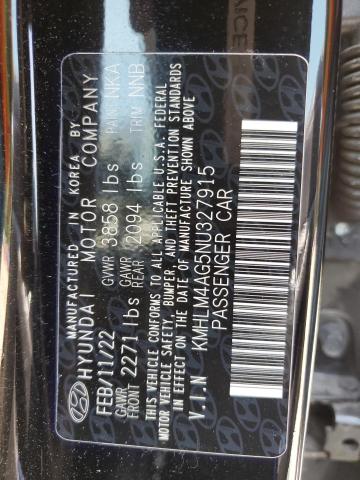 MADE IN KOREA BY
HYUNDAI MOTOR COMPANY
FEB/11/22 GVWR 3858 lbs PAINT NKA
GAWR FRONT 2271 lbs GAWR REAR 2094 lbs TRIM NNB
THIS VEHICLE CONFORMS TO ALL APPLICABLE U.S.A. FEDERAL
MOTOR VEHICLE SAFETY, BUMPER, AND THEFT PREVENTION STANDARDS
IN EFFECT ON THE DATE OF MANUFACTURE SHOWN ABOVE
V.I.N KMHLM4AG5NU327915
PASSENGER CAR